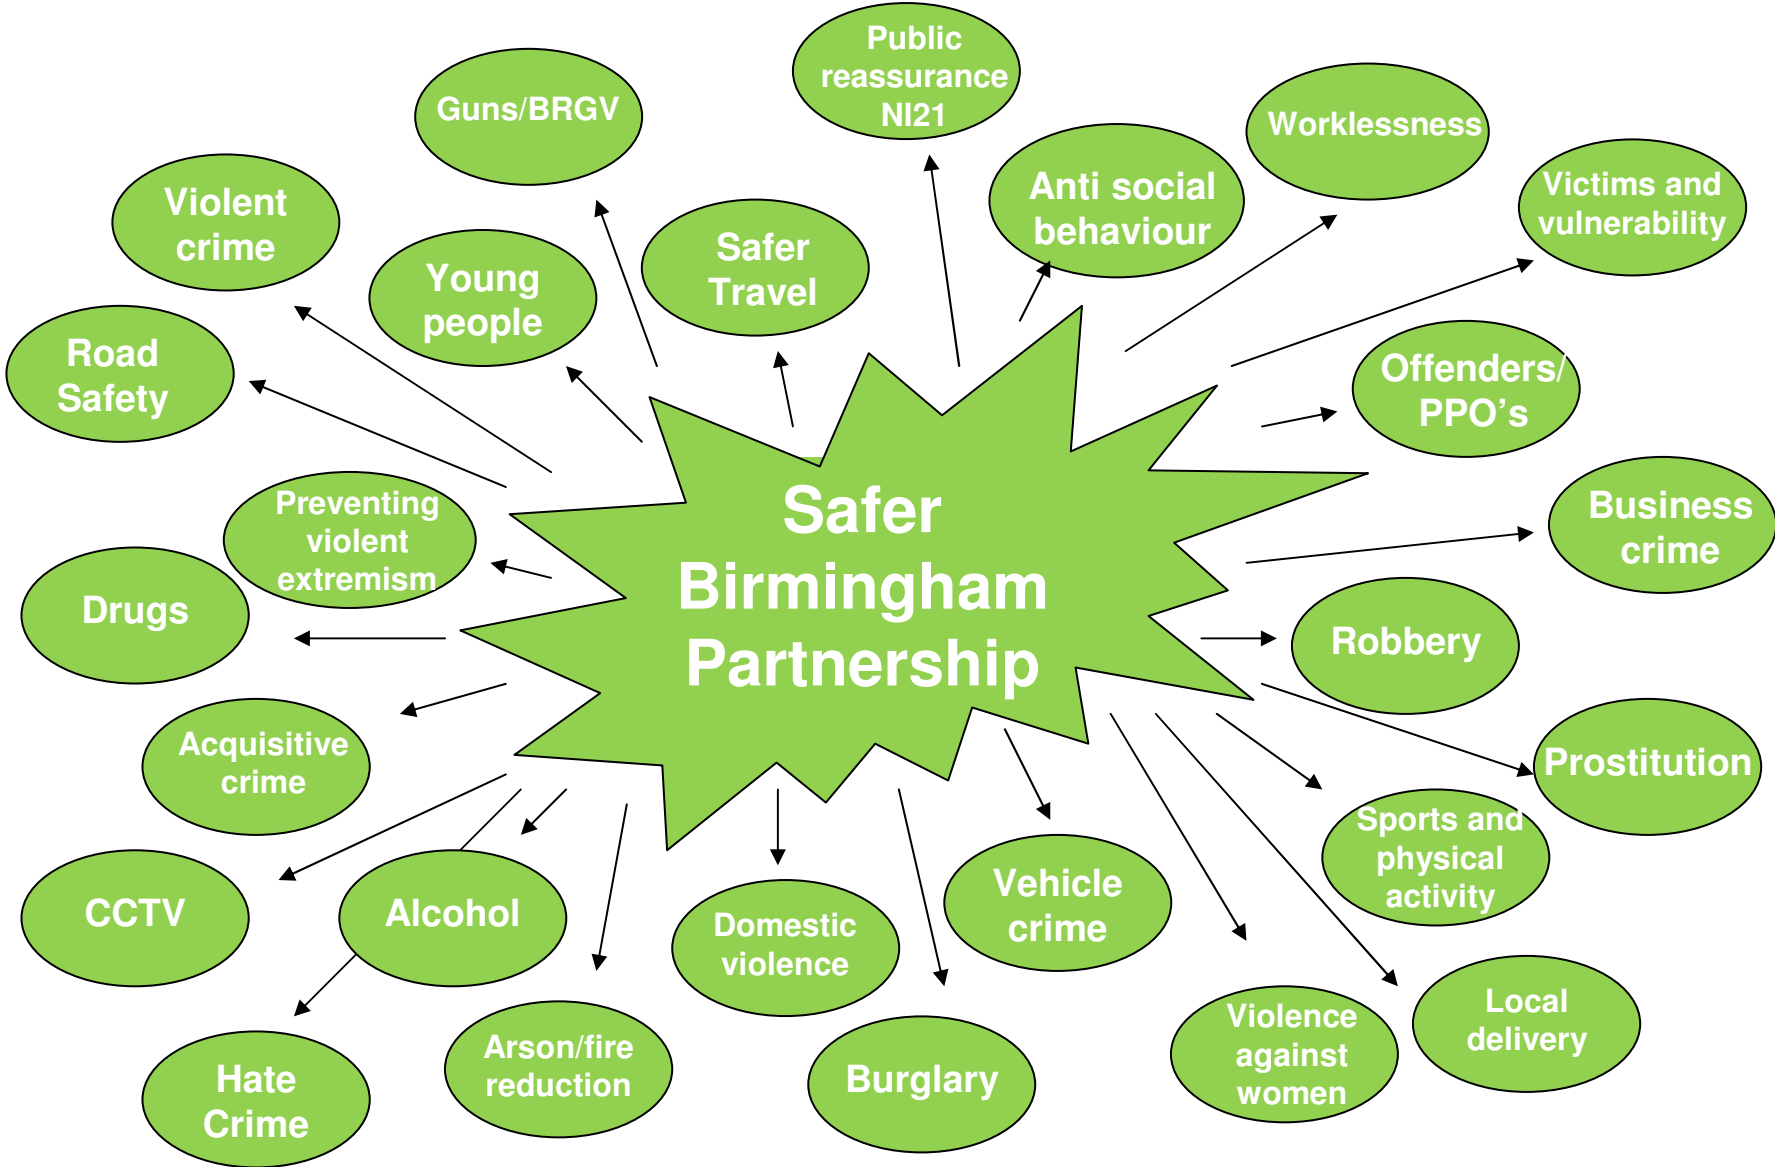 Public
reassurance
NI21
Guns/BRGV
Worklessness
Violent
crime
Anti social
behaviour
Victims and
vulnerability
Young
people
Safer
Travel
Road
Safety
Offenders/
PPO's
Preventing
violent
extremism
Safer
Birmingham
Partnership
Business
crime
Drugs
Robbery
Acquisitive
crime
Prostitution
Sports and
physical
activity
CCTV
Alcohol
Domestic
violence
Vehicle
crime
Hate
Crime
Arson/fire
reduction
Burglary
Violence
against
women
Local
delivery